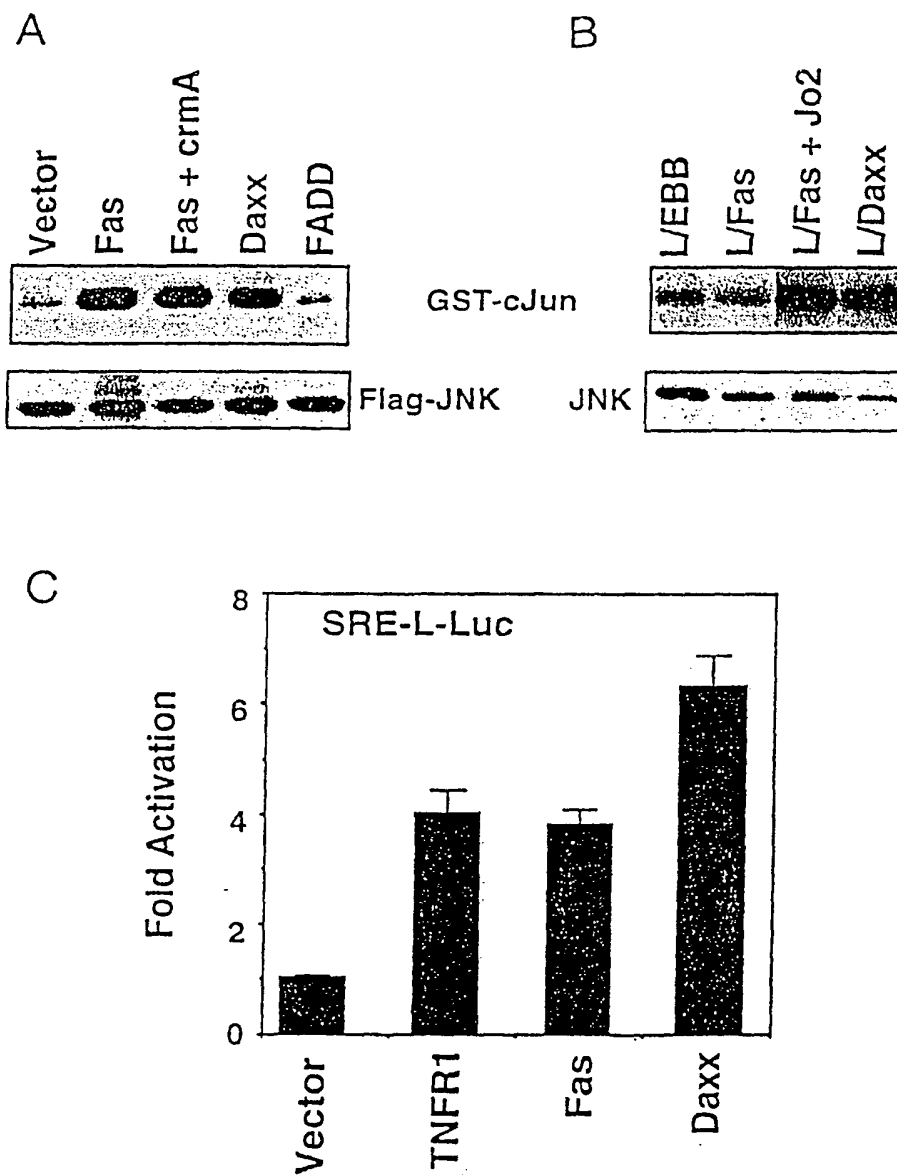 A
Vector
Fas
Fas + crmA
Daxx
FADD
GST-cJun
Flag-JNK
B
L/EBB
L/Fas
L/Fas + Jo2
L/Daxx
JNK
C
SRE-L-Luc
Fold Activation
8
6
4
2
0
Vector
TNFR1
Fas
Daxx